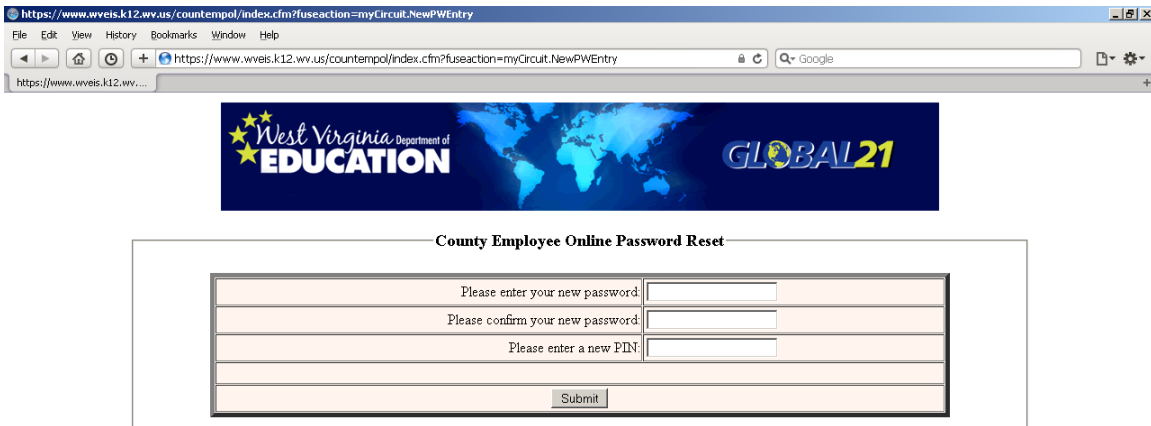 https://www.wveis.k12.wv.us/countempol/index.cfm?fuseaction=myCircuit.NewPWEntry
File Edit View History Bookmarks Window Help
https://www.wveis.k12.wv.us/countempol/index.cfm?fuseaction=myCircuit.NewPWEntry Google
https://www.wveis.k12.wv....
West Virginia Department of
EDUCATION
GLOBAL21
County Employee Online Password Reset
Please enter your new password:
Please confirm your new password:
Please enter a new PIN:
Submit